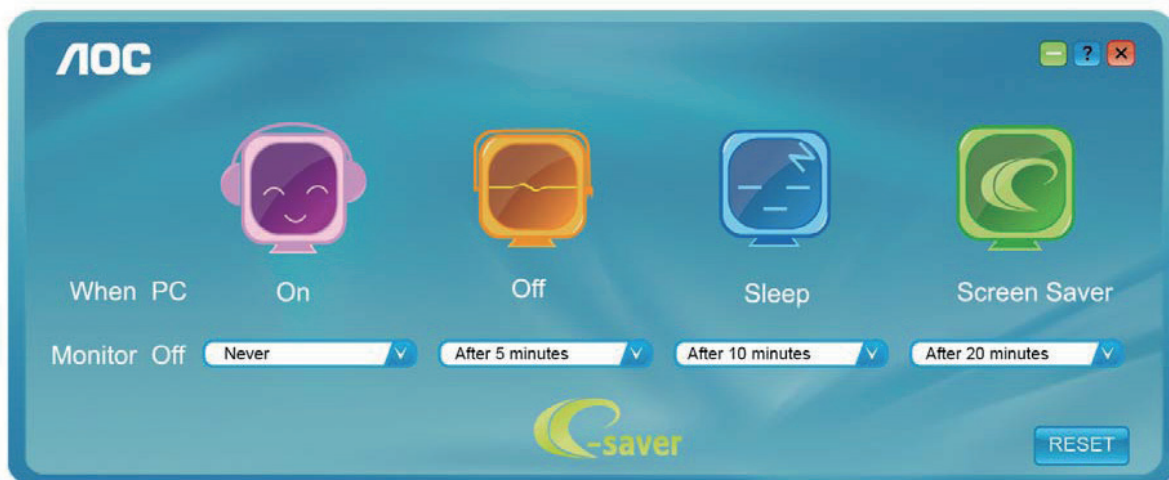 AOC
?
When PC On Off Sleep Screen Saver
Monitor Off Never After 5 minutes After 10 minutes After 20 minutes
e-saver
RESET